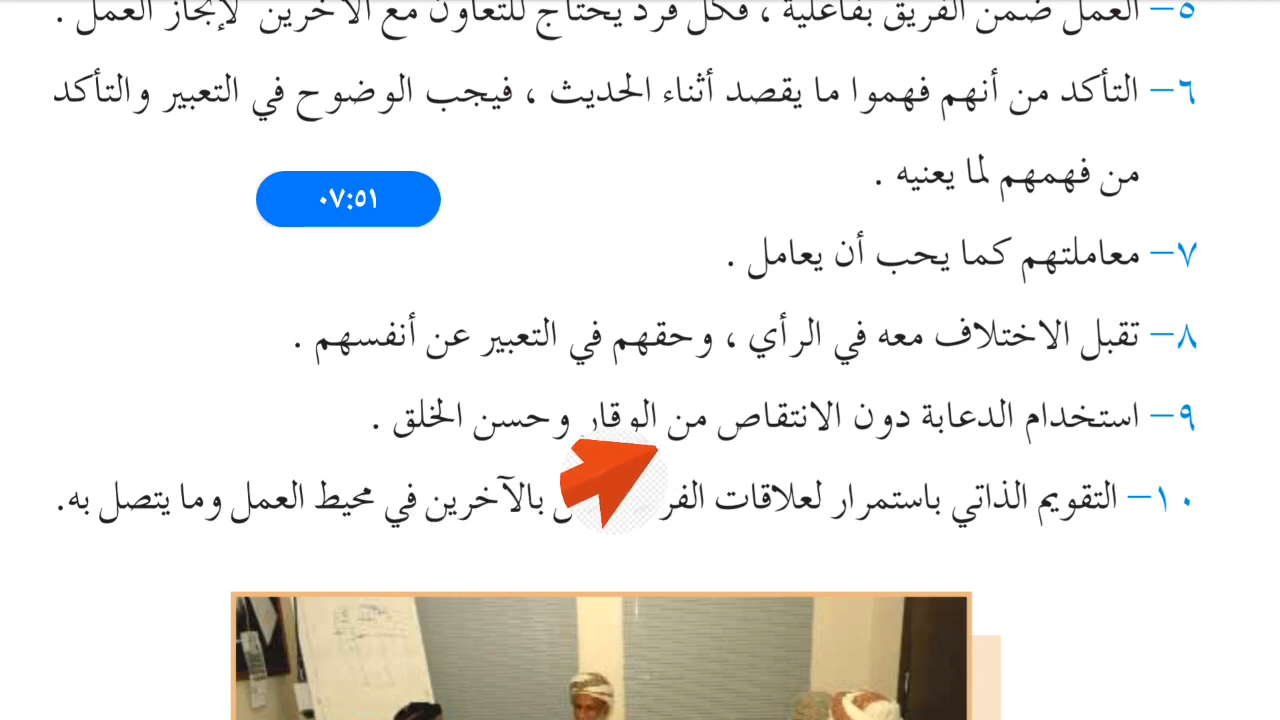 ٥- العمل ضمن الفريق بفاعلية ، فكل فرد يحتاج للتعاون مع الآخرين لإنجاز العمل .
٦- التأكد من أنهم فهموا ما يقصد أثناء الحديث ، فيجب الوضوح في التعبير والتأكد
من فهمهم لما يعنيه .
٠٧:٥١
٧- معاملتهم كما يحب أن يعامل .
٨- تقبل الاختلاف معه في الرأي ، وحقهم في التعبير عن أنفسهم .
٩- استخدام الدعابة دون الانتقاص من الوقار وحسن الخلق .
١٠- التقويم الذاتي باستمرار لعلاقات بالآخرين في محيط العمل وما يتصل به.